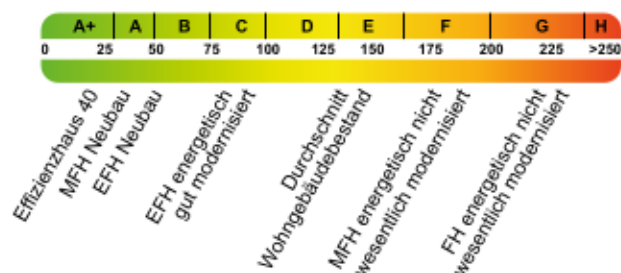 A+ A B C D E F G H
0 25 50 75 100 125 150 175 200 225 >250
Effizienzhaus 40
MFH Neubau
EFH Neubau
EFH energetisch
gut modernisiert
Durchschnitt
Wohngebäudebestand
MFH energetisch nicht
wesentlich modernisiert
FH energetisch nicht
wesentlich modernisiert